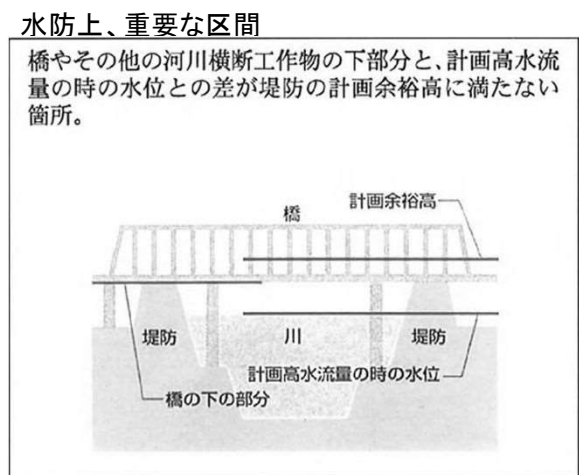 水防上、重要な区間
橋やその他の河川横断工作物の下部分と、計画高水流
量の時の水位との差が堤防の計画余裕高に満たない
箇所。
計画余裕高
橋
堤防
川
堤防
計画高水流量の時の水位
橋の下の部分